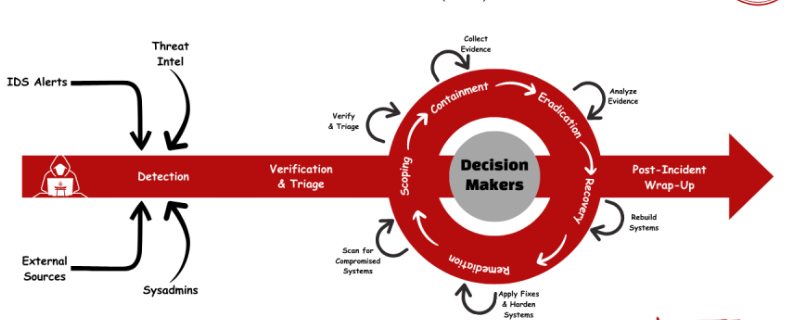 Threat
Intel
IDS Alerts
Collect
Evidence
Verify
& Triage
Containment
Eradication
Analyze
Evidence
Detection
Verification
& Triage
Scoping
Decision
Makers
Recovery
Post-Incident
Wrap-Up
External
Sources
Sysadmins
Scan for
Compromised
Systems
Remediation
Rebuild
Systems
Apply Fixes
& Harden
Systems